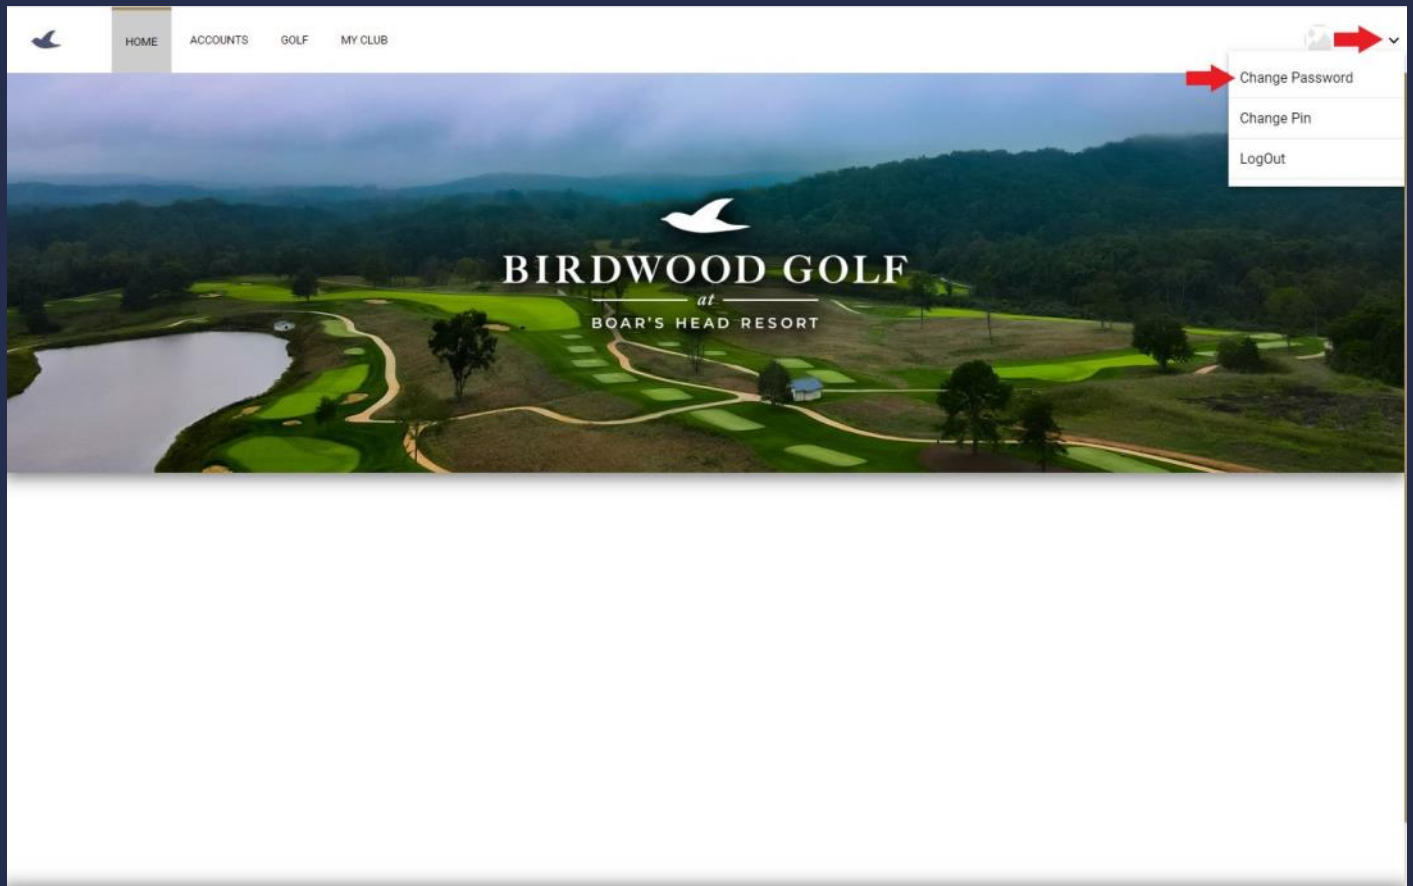 HOME
ACCOUNTS
GOLF
MY CLUB
Change Password
Change Pin
LogOut
BIRDWOOD GOLF
at
BOAR'S HEAD RESORT